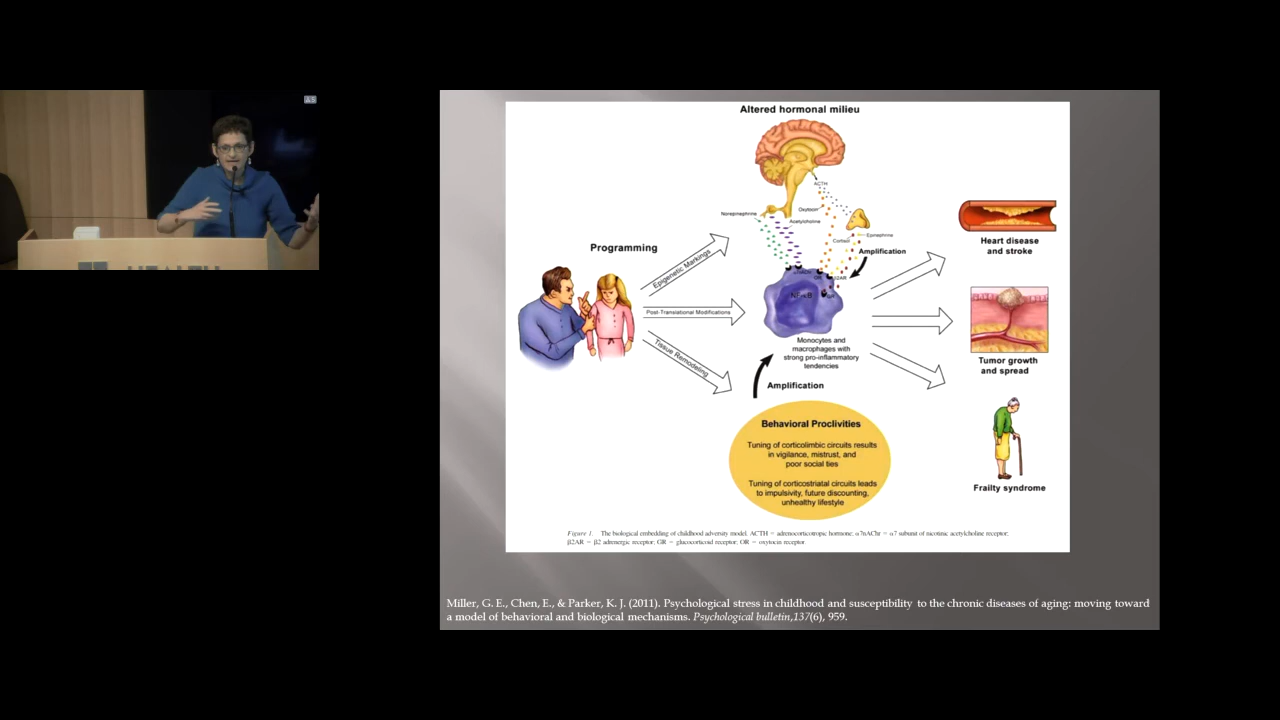 Altered hormonal milieu
ACTH
Oxytocin
Norepinephrine
Acetylcholine
Epinephrine
Cortisol
Amplification
Programming
Epigenetic Markings
Post-Translational Modifications
Tissue Remodeling
OR
β2AR
GR
Monocytes and
macrophages with
strong pro-inflammatory
tendencies
Amplification
Behavioral Proclivities
Tuning of corticolimbic circuits results
in vigilance, mistrust, and
poor social ties
Tuning of corticostriatal circuits leads
to impulsivity, future discounting,
unhealthy lifestyle
Heart disease
and stroke
Tumor growth
and spread
Frailty syndrome
Figure 1. The biological embedding of childhood adversity model. ACTH = adrenocorticotropic hormone; α7nAChr = α7 subunit of nicotinic acetylcholine receptor;
β2AR = β2 adrenergic receptor; GR = glucocorticoid receptor; OR = oxytocin receptor.
Miller, G. E., Chen, E., & Parker, K. J. (2011). Psychological stress in childhood and susceptibility to the chronic diseases of aging: moving toward
a model of behavioral and biological mechanisms. Psychological bulletin,137(6), 959.